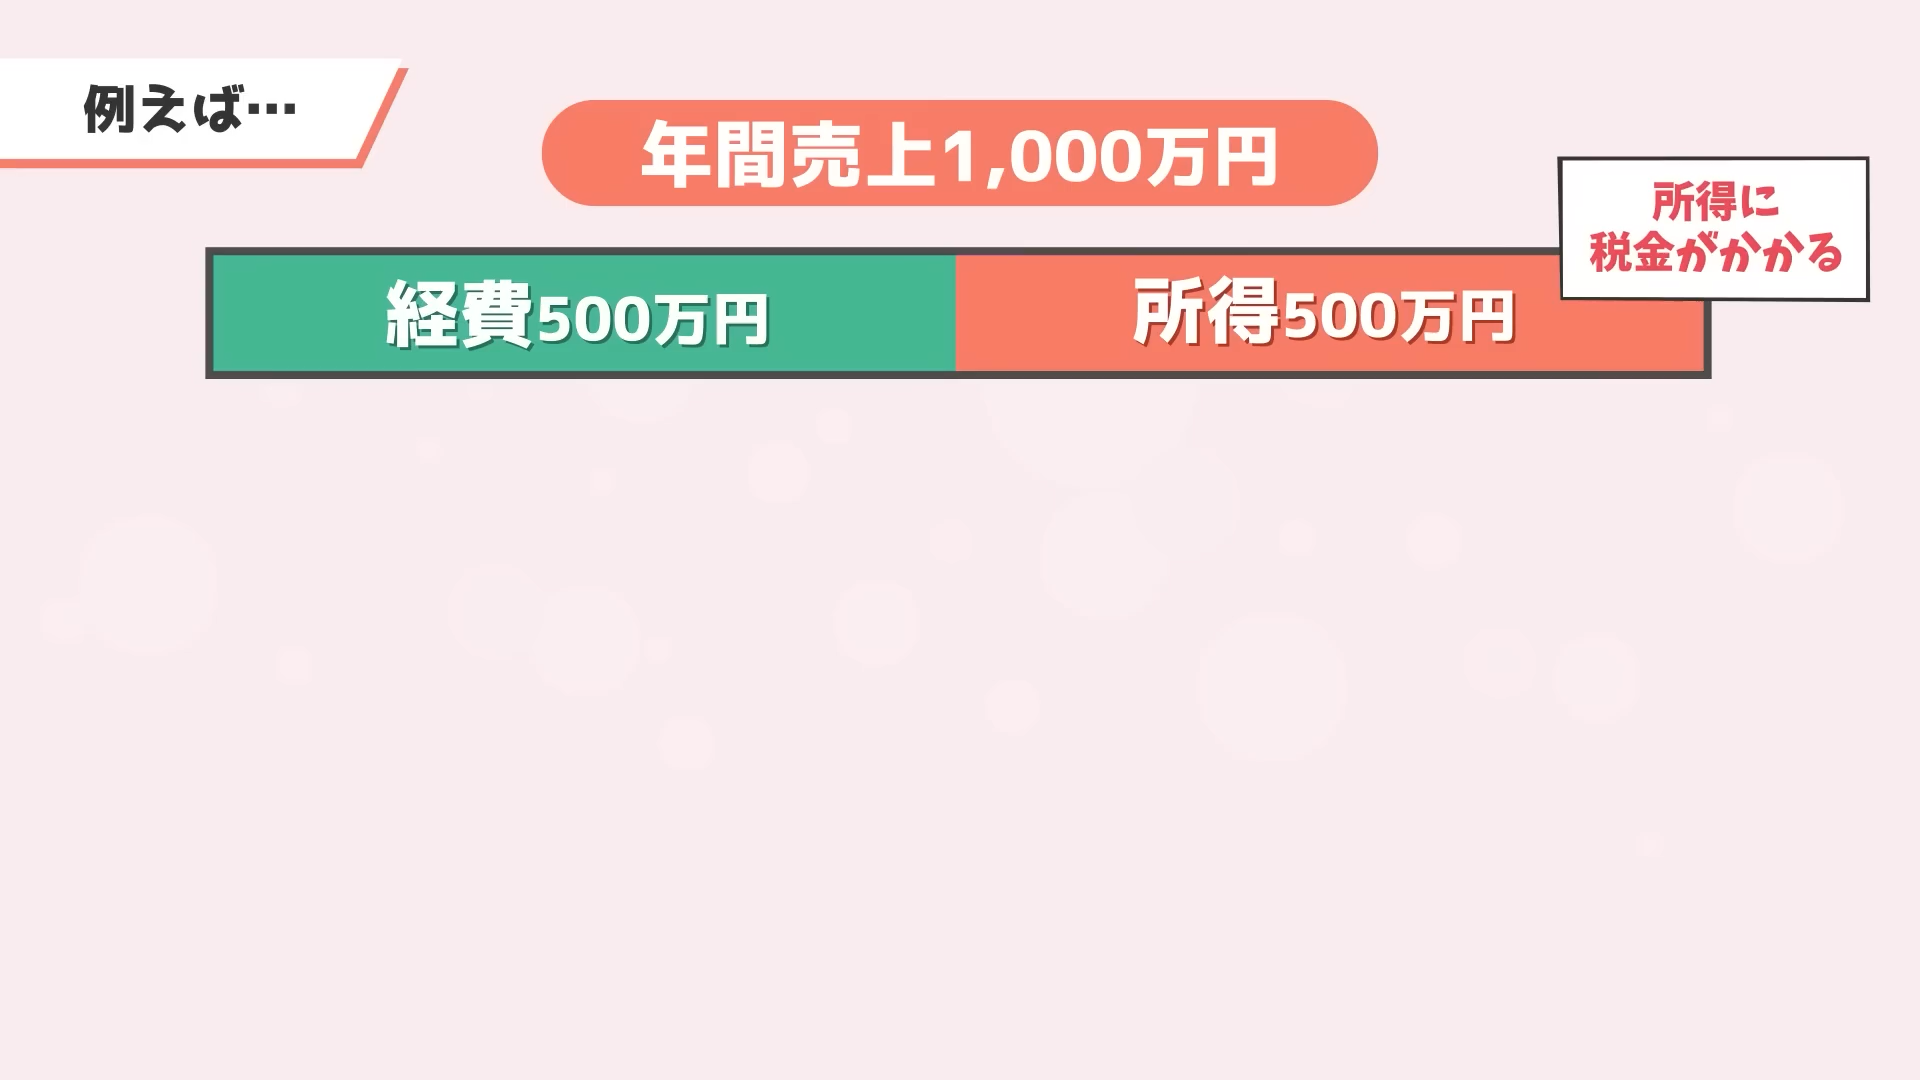 例えば…
年間売上1,000万円
所得に
税金がかかる
経費500万円
所得500万円